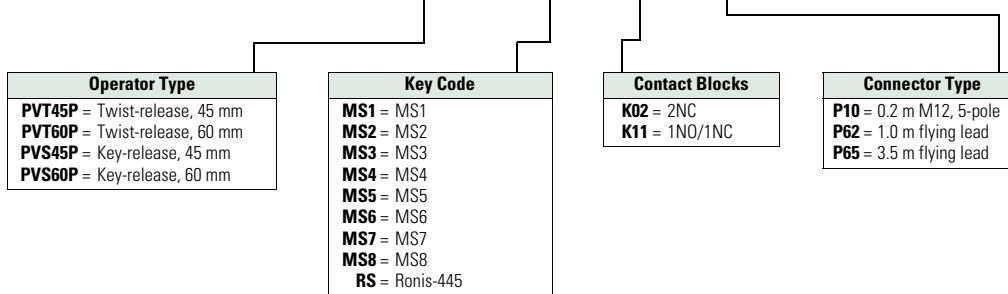 Operator Type
PVT45P = Twist-release, 45 mm
PVT60P = Twist-release, 60 mm
PVS45P = Key-release, 45 mm
PVS60P = Key-release, 60 mm
Key Code
MS1 = MS1
MS2 = MS2
MS3 = MS3
MS4 = MS4
MS5 = MS5
MS6 = MS6
MS7 = MS7
MS8 = MS8
RS = Ronis-445
Contact Blocks
K02 = 2NC
K11 = 1NO/1NC
Connector Type
P10 = 0.2 m M12, 5-pole
P62 = 1.0 m flying lead
P65 = 3.5 m flying lead